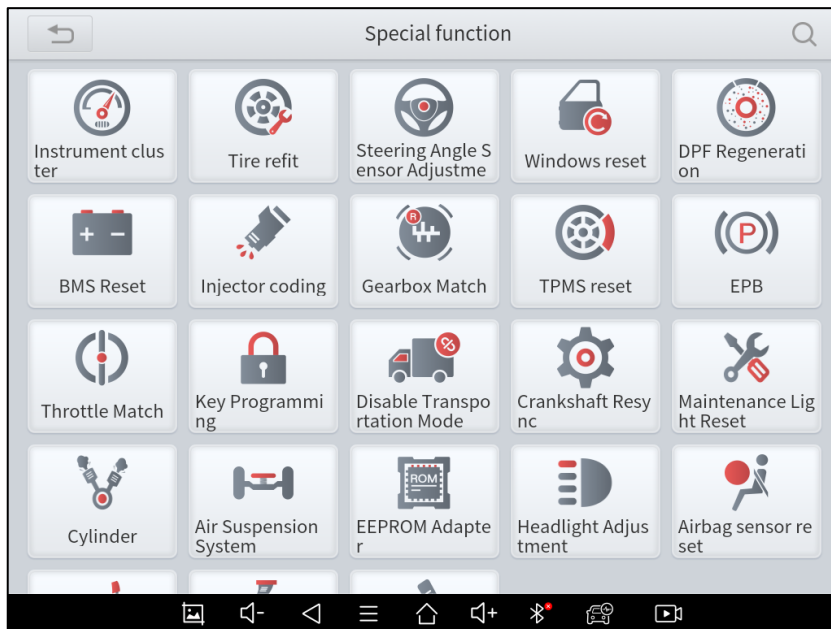 Special function
Instrument clus
ter
Tire refit
Steering Angle S
ensor Adjustme
Windows reset
DPF Regenerati
on
+ -
BMS Reset
Injector coding
R
Gearbox Match
TPMS reset
P
EPB
Throttle Match
Key Programmi
ng
Disable Transpo
rtation Mode
Crankshaft Resy
nc
Maintenance Lig
ht Reset
Cylinder
Air Suspension
System
ROM
EEPROM Adapte
r
Headlight Adjus
tment
Airbag sensor re
set